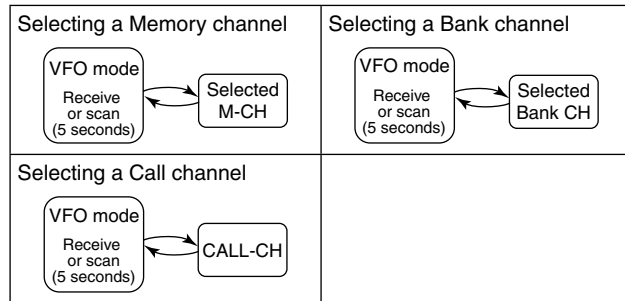 Selecting a Memory channel
VFO mode
Receive
or scan
(5 seconds)
Selected
M-CH
Selecting a Bank channel
VFO mode
Receive
or scan
(5 seconds)
Selected
Bank CH
Selecting a Call channel
VFO mode
Receive
or scan
(5 seconds)
CALL-CH